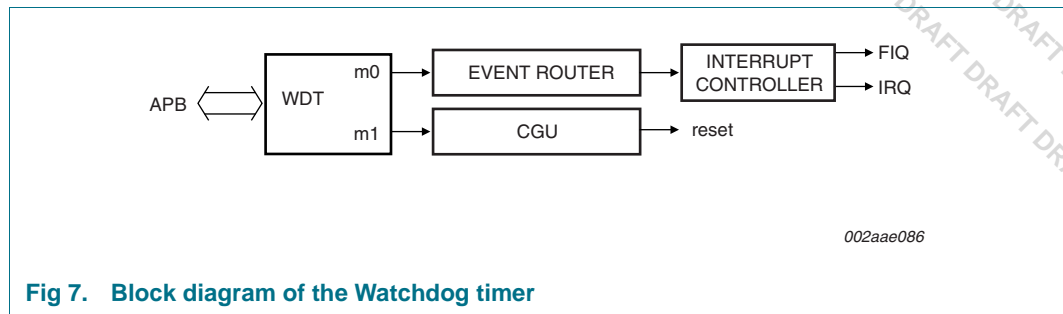 DRAFT DRAFT DRAFT DRA
DRAFT
m0
EVENT ROUTER
INTERRUPT
CONTROLLER
FIQ
IRQ
APB
WDT
m1
CGU
reset
002aae086
Fig 7. Block diagram of the Watchdog timer